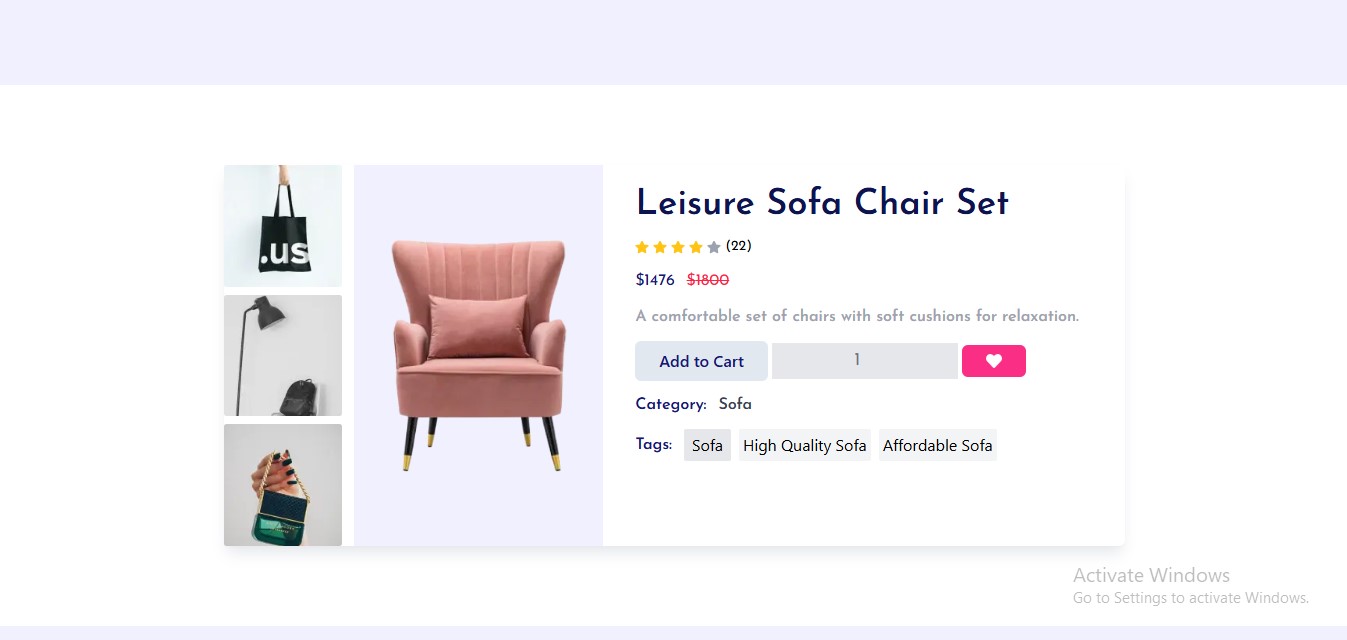 .us
Leisure Sofa Chair Set
(22)
$1476 $1800
A comfortable set of chairs with soft cushions for relaxation.
Add to Cart 1
Category: Sofa
Tags: Sofa High Quality Sofa Affordable Sofa
Activate Windows
Go to Settings to activate Windows.